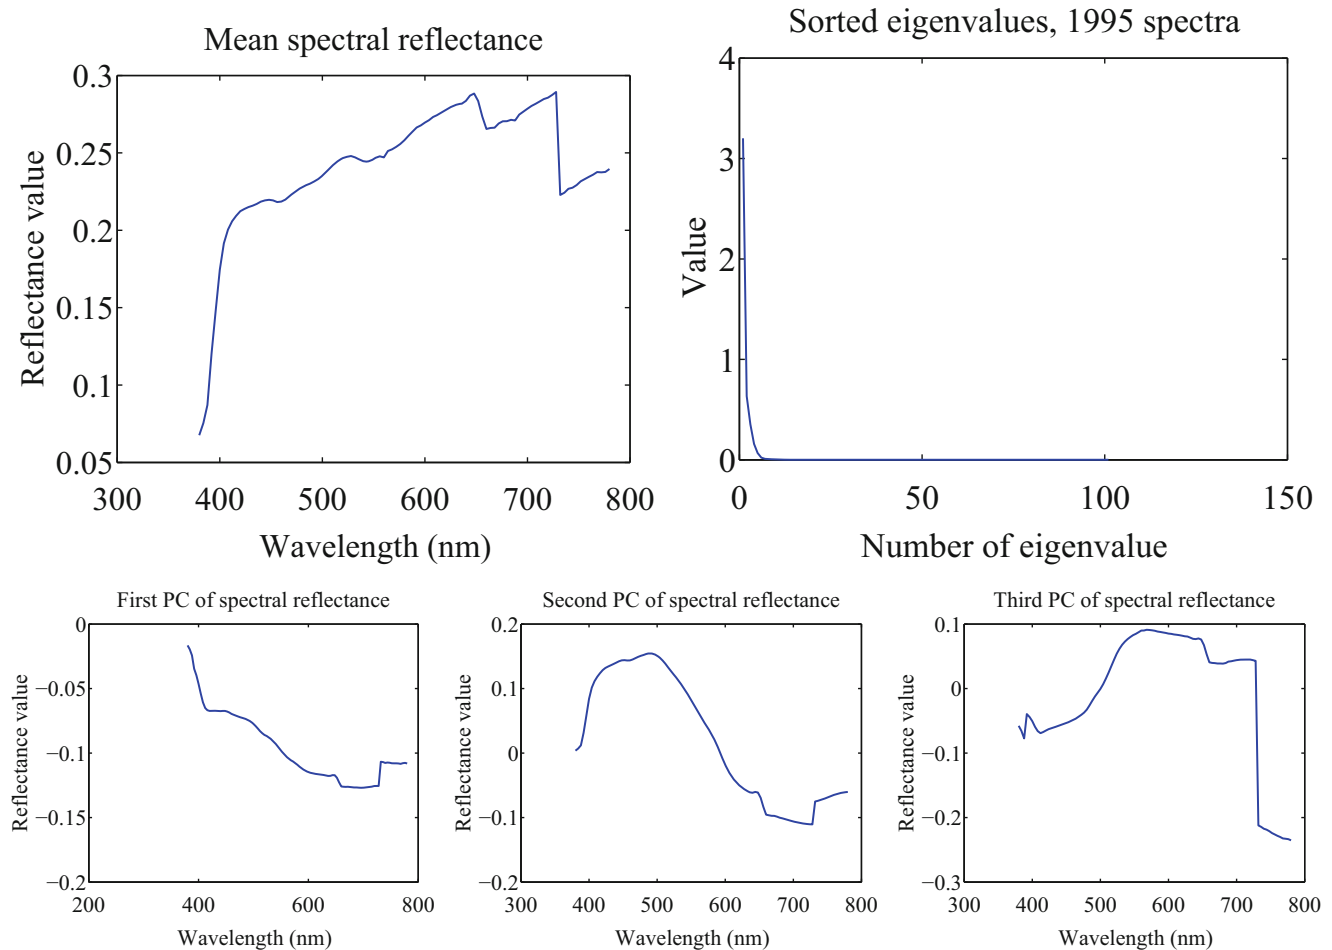 Mean spectral reflectance
0.3
0.25
0.2
0.15
0.1
0.05
300 400 500 600 700 800
Reflectance value
Wavelength (nm)
Sorted eigenvalues, 1995 spectra
4
3
2
1
0
0 50 100 150
Value
Number of eigenvalue
First PC of spectral reflectance
0
−0.05
−0.1
−0.15
−0.2
200 400 600 800
Reflectance value
Wavelength (nm)
Second PC of spectral reflectance
0.2
0.1
0
−0.1
−0.2
300 400 500 600 700 800
Reflectance value
Wavelength (nm)
Third PC of spectral reflectance
0.1
0
−0.1
−0.2
−0.3
300 400 500 600 700 800
Reflectance value
Wavelength (nm)